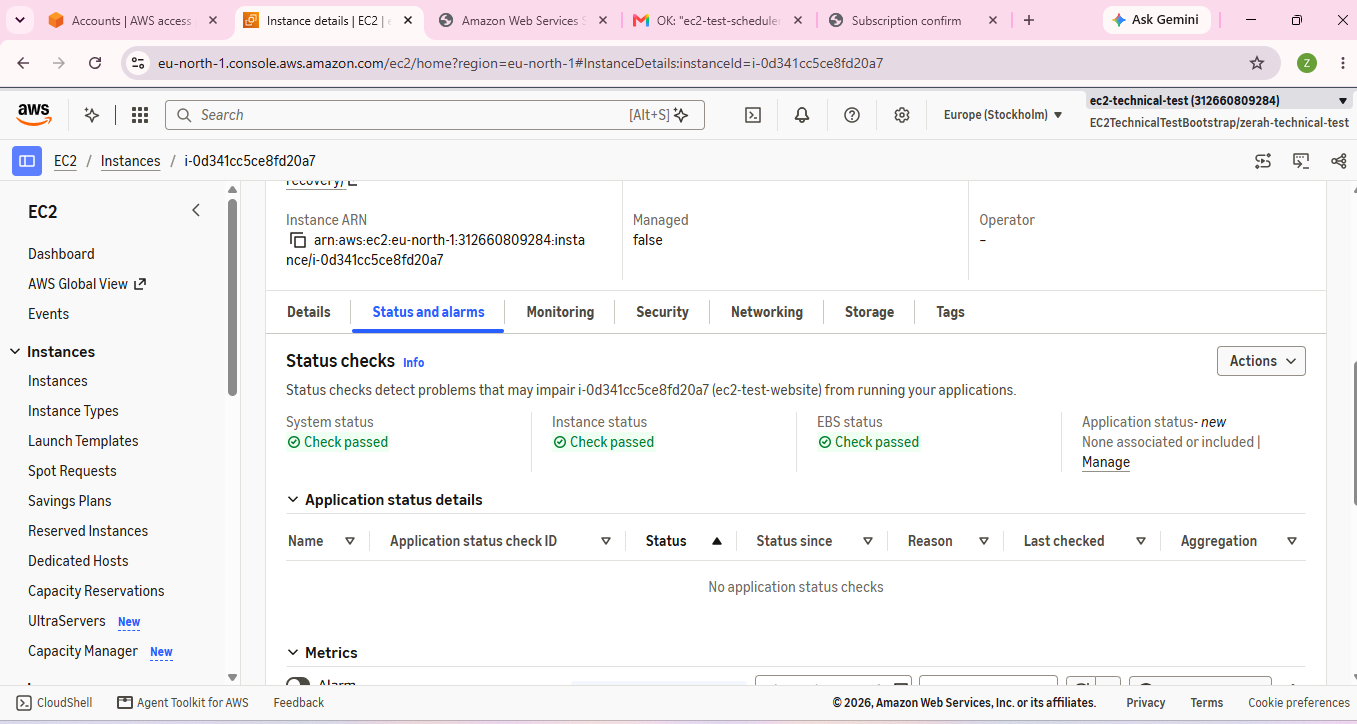 Accounts | AWS access
Instance details | EC2 | e
Amazon Web Services S
OK: "ec2-test-scheduler
Subscription confirm
Ask Gemini
eu-north-1.console.aws.amazon.com/ec2/home?region=eu-north-1#InstanceDetails:instanceId=i-0d341cc5ce8fd20a7
Z
aws
Search
[Alt+S]
Europe (Stockholm)
ec2-technical-test (312660809284)
EC2TechnicalTestBootstrap/zerah-technical-test
EC2 / Instances / i-0d341cc5ce8fd20a7
EC2
Dashboard
AWS Global View
Events
Instances
Instances
Instance Types
Launch Templates
Spot Requests
Savings Plans
Reserved Instances
Dedicated Hosts
Capacity Reservations
UltraServers New
Capacity Manager New
recovery/
Instance ARN
arn:aws:ec2:eu-north-1:312660809284:insta
nce/i-0d341cc5ce8fd20a7
Managed
false
Operator
–
Details
Status and alarms
Monitoring
Security
Networking
Storage
Tags
Status checks Info
Actions
Status checks detect problems that may impair i-0d341cc5ce8fd20a7 (ec2-test-website) from running your applications.
System status
Check passed
Instance status
Check passed
EBS status
Check passed
Application status- new
None associated or included |
Manage
Application status details
Name
Application status check ID
Status
Status since
Reason
Last checked
Aggregation
No application status checks
Metrics
Alarm
CloudShell
Agent Toolkit for AWS
Feedback
© 2026, Amazon Web Services, Inc. or its affiliates.
Privacy
Terms
Cookie preferences